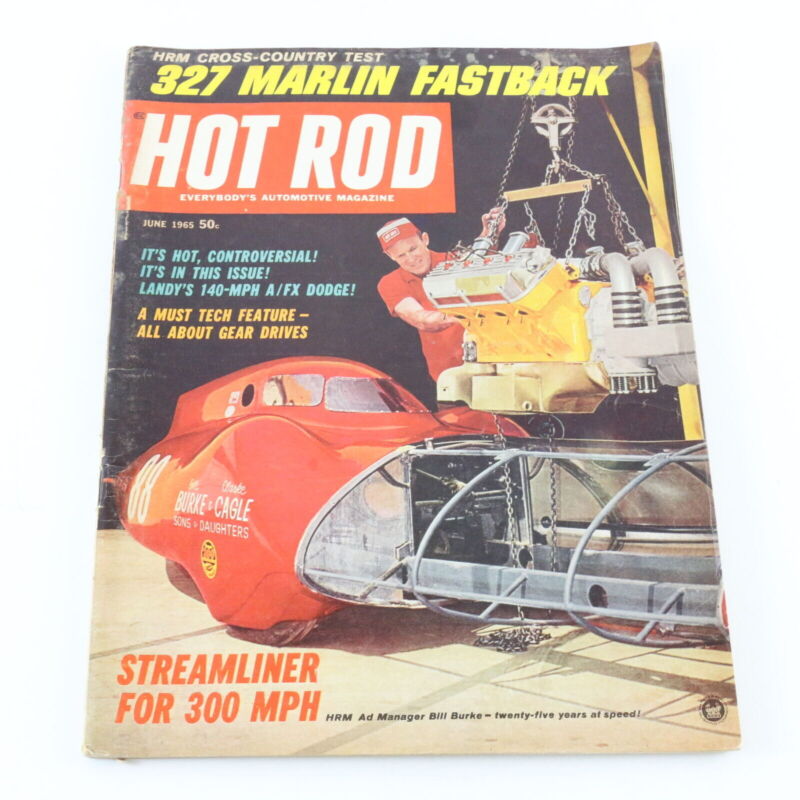 HRM CROSS-COUNTRY TEST
327 MARLIN FASTBACK
HOT ROD
EVERYBODY'S AUTOMOTIVE MAGAZINE
JUNE 1965 50c
IT'S HOT, CONTROVERSIAL!
IT'S IN THIS ISSUE!
LANDY'S 140-MPH A/FX DODGE!
A MUST TECH FEATURE —
ALL ABOUT GEAR DRIVES
88
BURKE & CAGLE
SONS & DAUGHTERS
STREAMLINER
FOR 300 MPH
HRM Ad Manager Bill Burke — twenty-five years at speed!